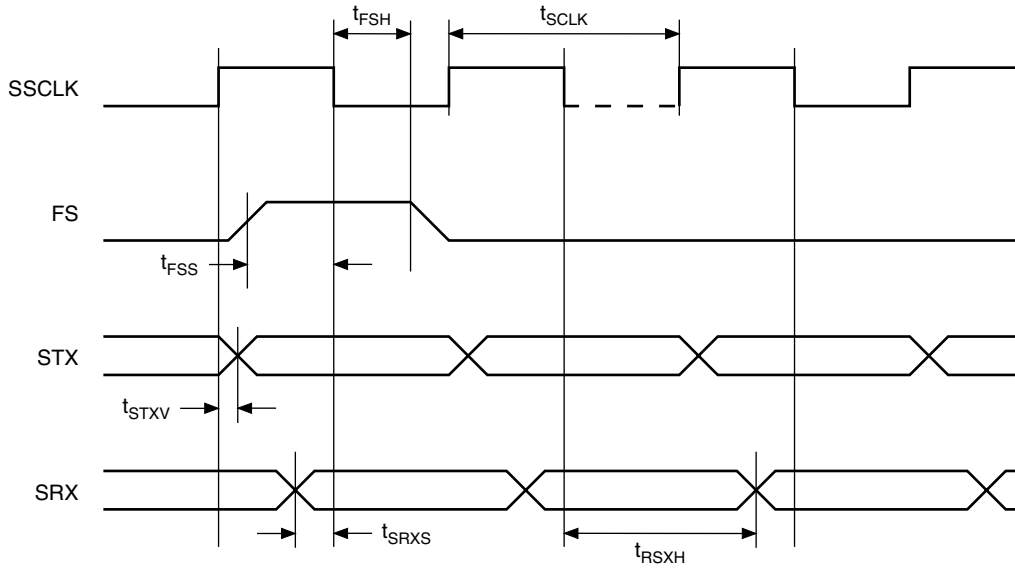 tFSH
tSCLK
SSCLK
FS
tFSS
STX
tSTXV
SRX
tSRXS
tRSXH